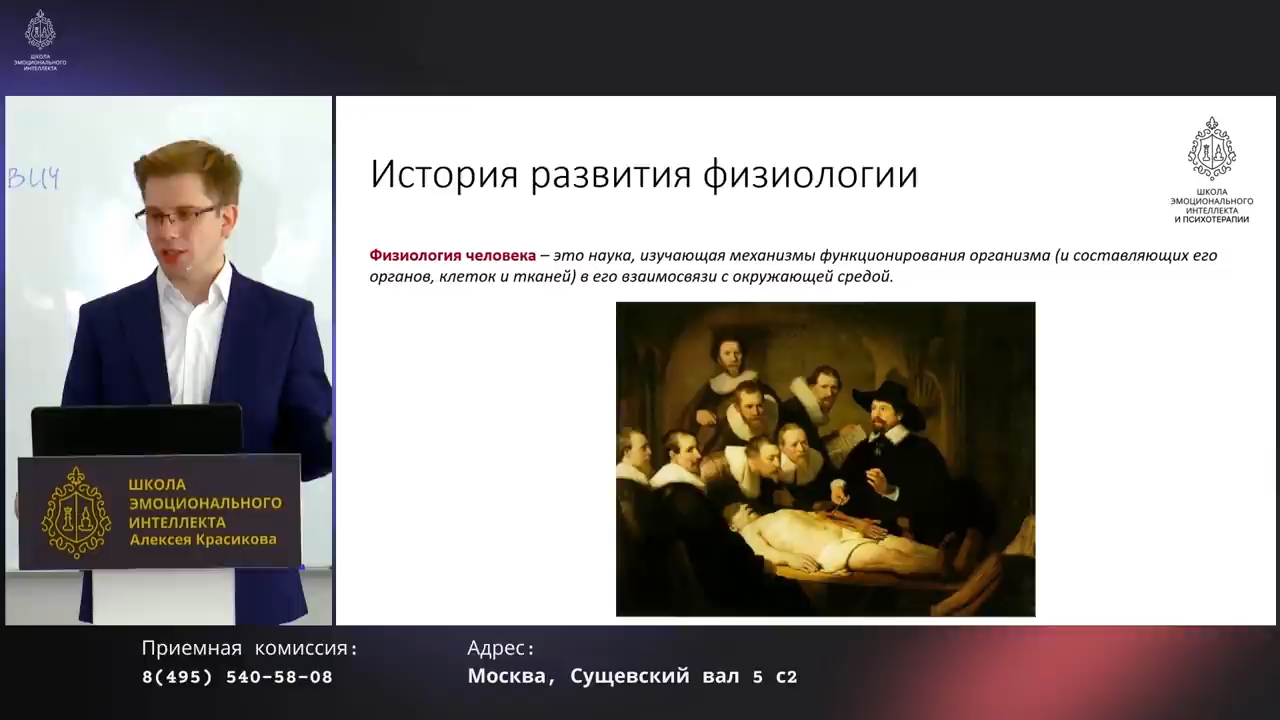 ШКОЛА
ЭМОЦИОНАЛЬНОГО
ИНТЕЛЛЕКТА
ВИЧ
История развития физиологии
ШКОЛА
ЭМОЦИОНАЛЬНОГО
ИНТЕЛЛЕКТА
И ПСИХОТЕРАПИИ
Физиология человека – это наука, изучающая механизмы функционирования организма (и составляющих его
органов, клеток и тканей) в его взаимосвязи с окружающей средой.
ШКОЛА
ЭМОЦИОНАЛЬНОГО
ИНТЕЛЛЕКТА
Алексея Красикова
Приемная комиссия:
8(495) 540-58-08
Адрес:
Москва, Сущевский вал 5 с2